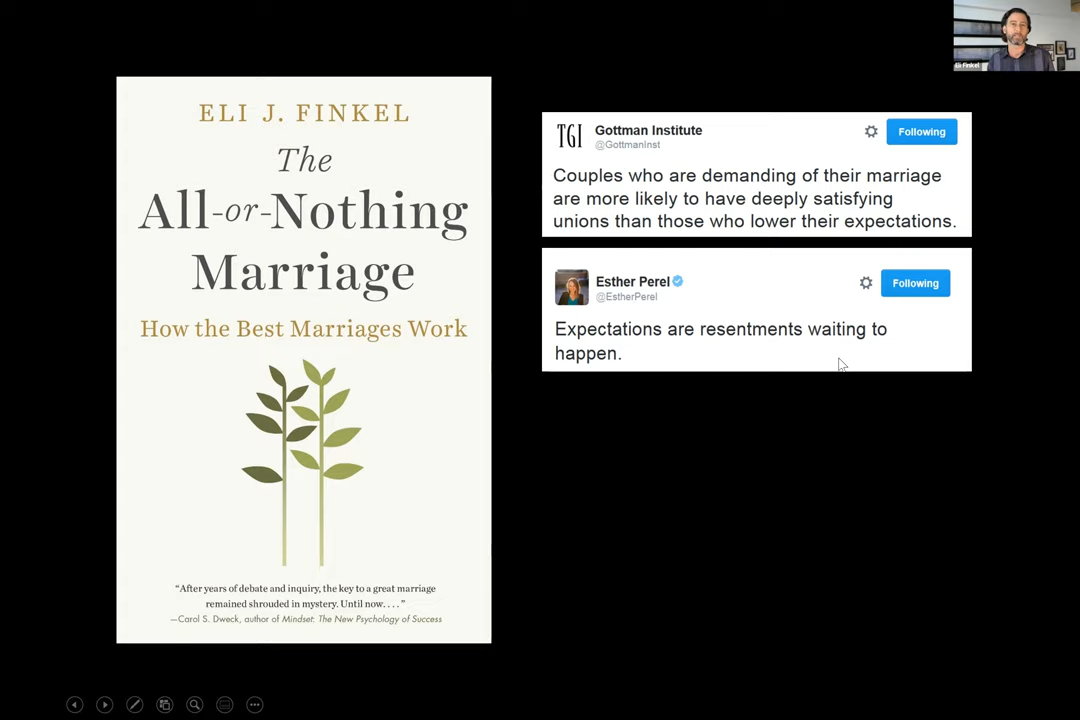 Eli Finkel
ELI J. FINKEL
The
All-or-Nothing
Marriage
How the Best Marriages Work
“After years of debate and inquiry, the key to a great marriage
remained shrouded in mystery. Until now. . . . ”
—Carol S. Dweck, author of Mindset: The New Psychology of Success
TGI
Gottman Institute
@GottmanInst
Following
Couples who are demanding of their marriage
are more likely to have deeply satisfying
unions than those who lower their expectations.
Esther Perel
@EstherPerel
Following
Expectations are resentments waiting to
happen.